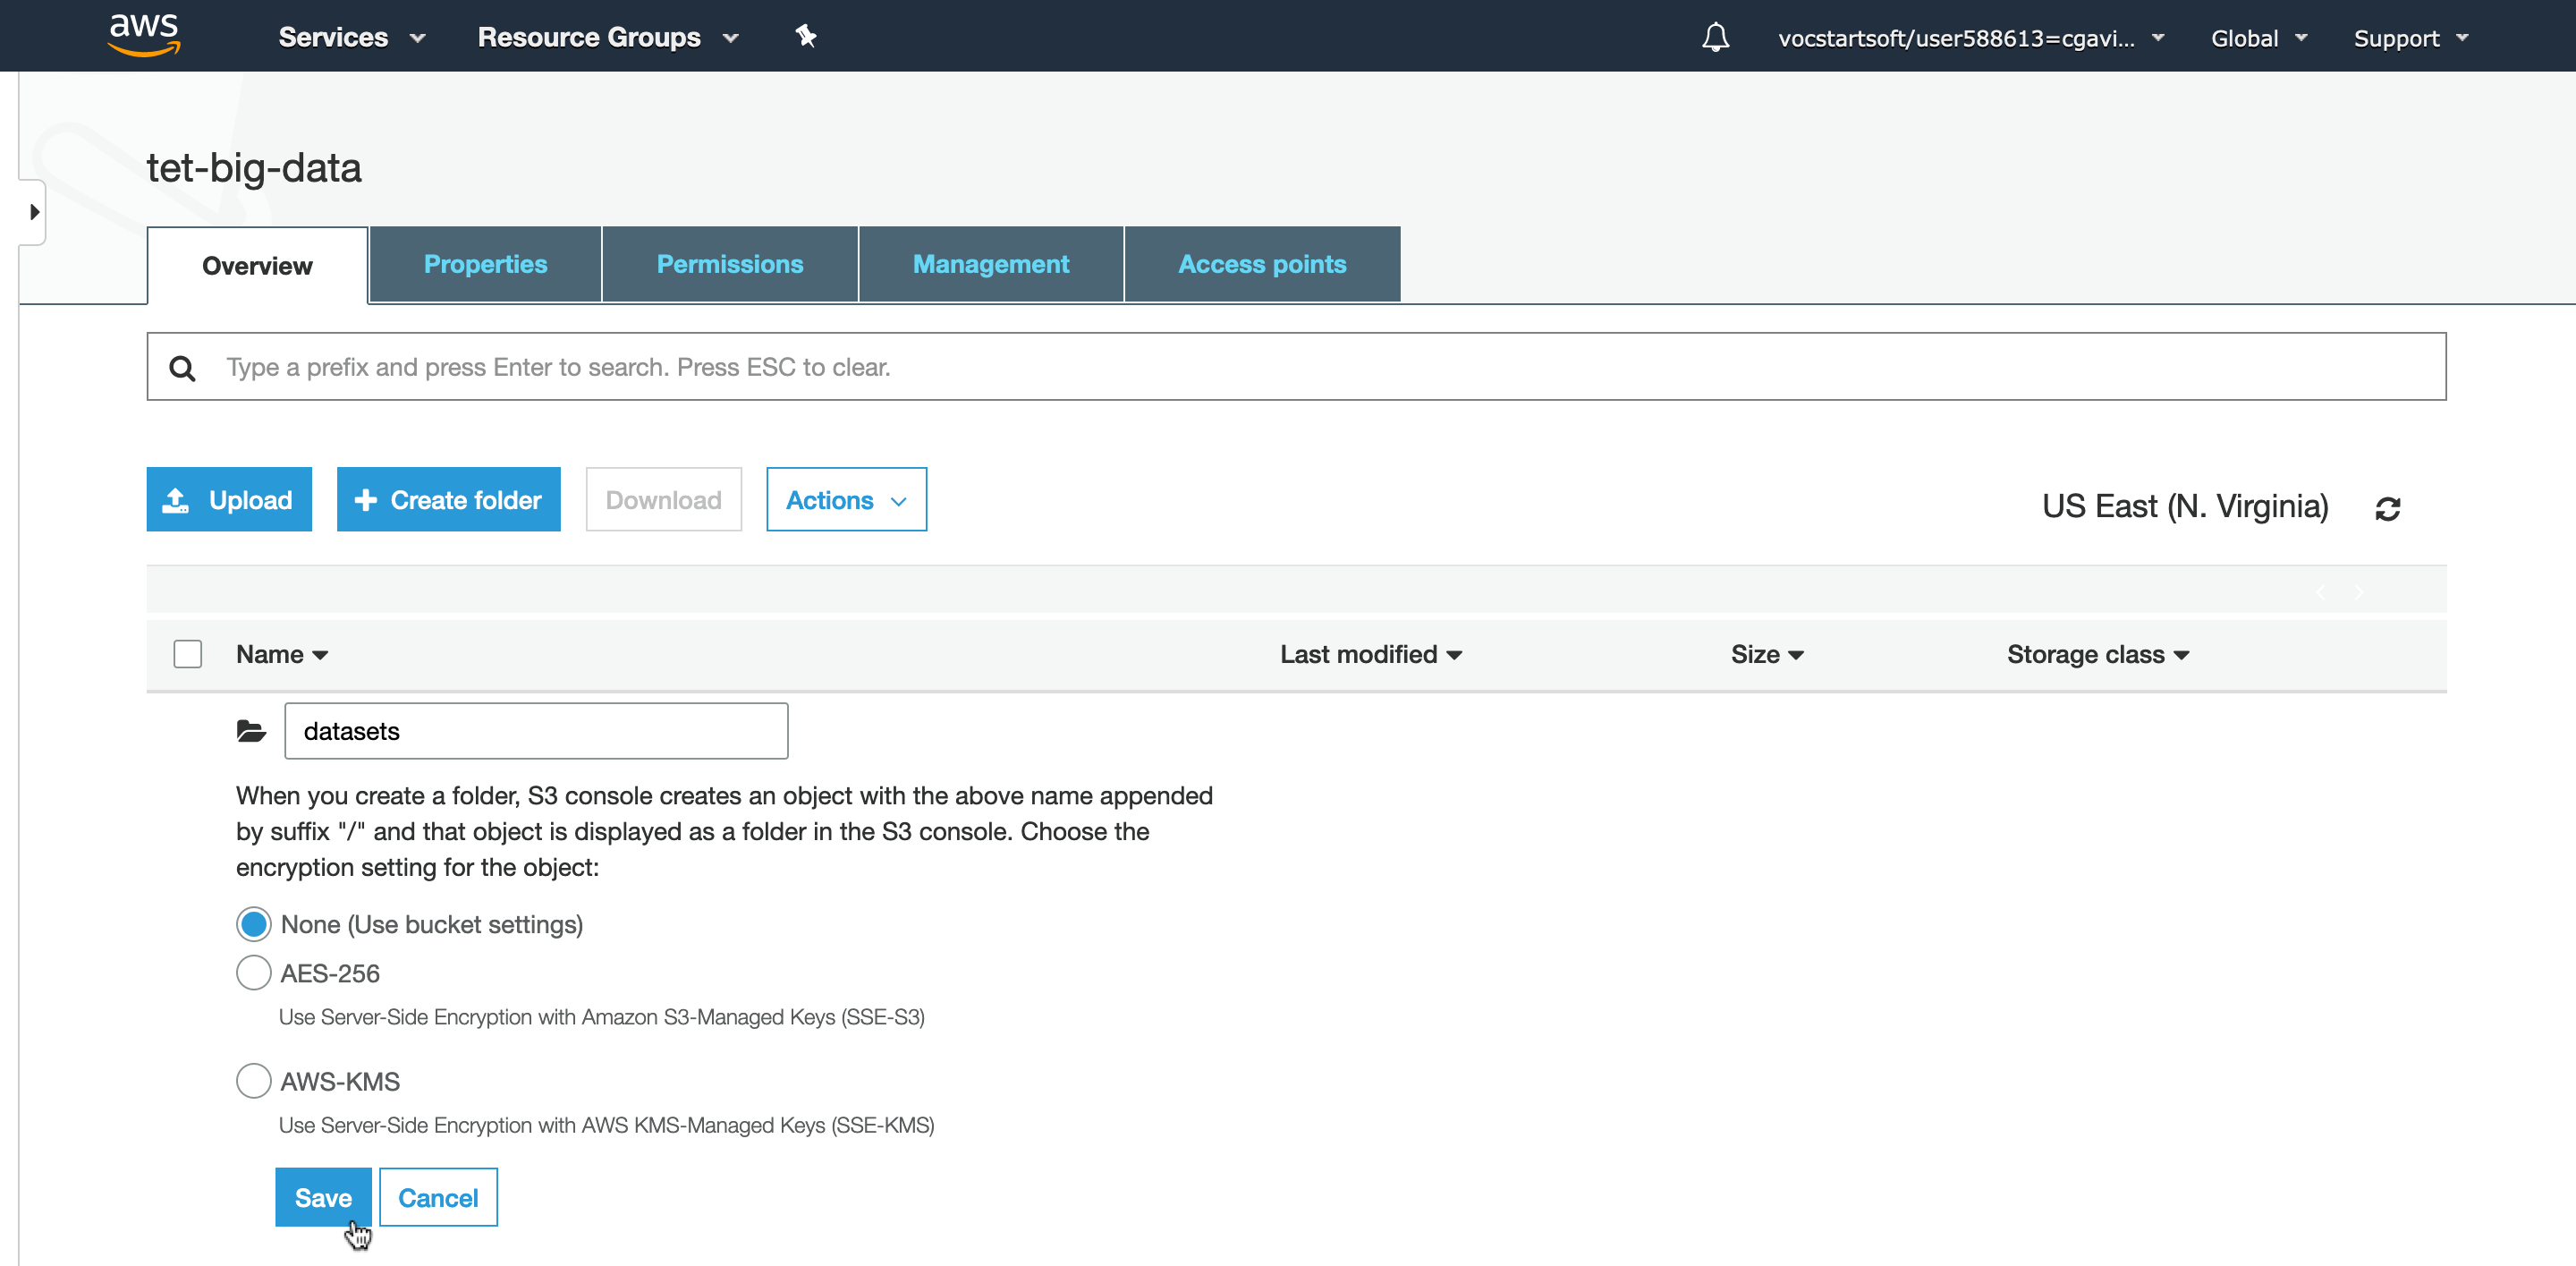 aws Services Resource Groups vocstartsoft/user588613=cgavi... Global Support
tet-big-data
Overview Properties Permissions Management Access points
Type a prefix and press Enter to search. Press ESC to clear.
Upload Create folder Download Actions US East (N. Virginia)
Name Last modified Size Storage class
datasets
When you create a folder, S3 console creates an object with the above name appended
by suffix "/" and that object is displayed as a folder in the S3 console. Choose the
encryption setting for the object:
None (Use bucket settings)
AES-256
Use Server-Side Encryption with Amazon S3-Managed Keys (SSE-S3)
AWS-KMS
Use Server-Side Encryption with AWS KMS-Managed Keys (SSE-KMS)
Save Cancel